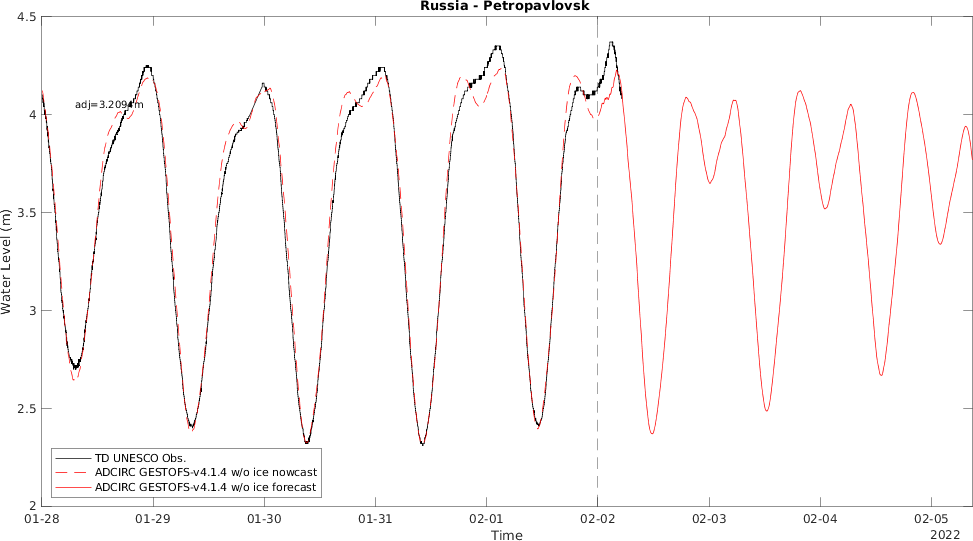 Russia - Petropavlovsk
4.5
4
3.5
3
2.5
2
Water Level (m)
adj=3.2094 m
TD UNESCO Obs.
ADCIRC GESTOFS-v4.1.4 w/o ice nowcast
ADCIRC GESTOFS-v4.1.4 w/o ice forecast
01-28 01-29 01-30 01-31 02-01 02-02 02-03 02-04 02-05
Time
2022